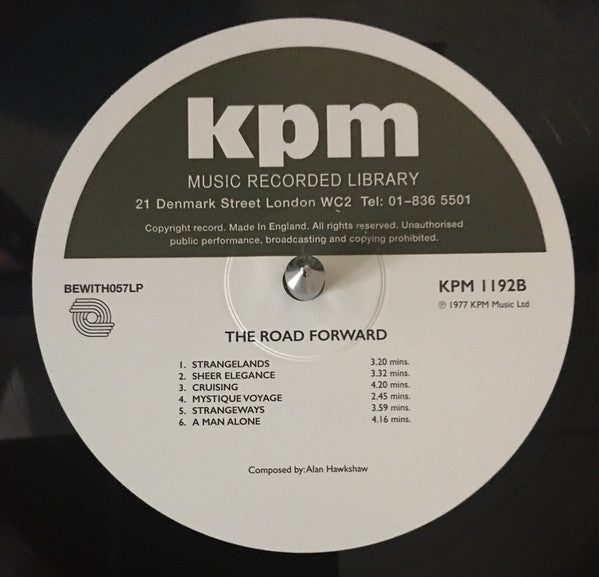 kpm
MUSIC RECORDED LIBRARY
21 Denmark Street London WC2 Tel: 01-836 5501
Copyright record. Made In England. All rights reserved. Unauthorised
public performance, broadcasting and copying prohibited.
BEWITH057LP
KPM 1192B
℗ 1977 KPM Music Ltd
THE ROAD FORWARD
1. STRANGELANDS 3.20 mins.
2. SHEER ELEGANCE 3.32 mins.
3. CRUISING 4.20 mins.
4. MYSTIQUE VOYAGE 2.45 mins.
5. STRANGEWAYS 3.59 mins.
6. A MAN ALONE 4.16 mins.
Composed by: Alan Hawkshaw